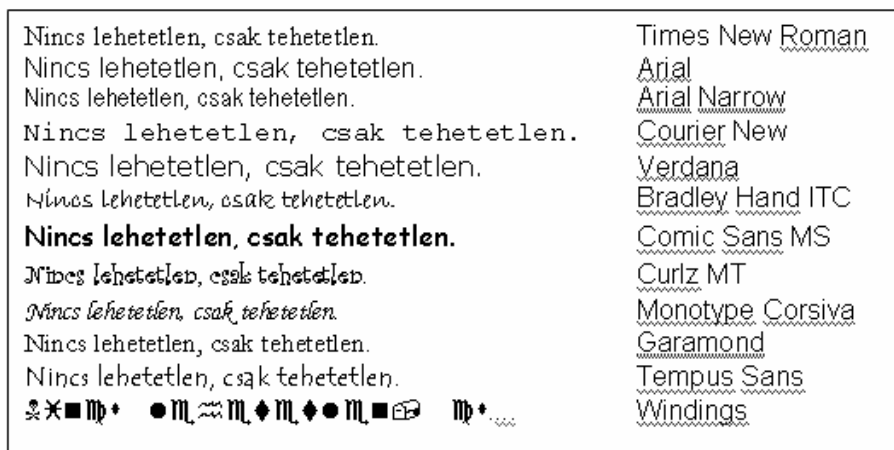 Nincs lehetetlen, csak tehetetlen. Times New Roman
Nincs lehetetlen, csak tehetetlen. Arial
Nincs lehetetlen, csak tehetetlen. Arial Narrow
Nincs lehetetlen, csak tehetetlen. Courier New
Nincs lehetetlen, csak tehetetlen. Verdana
Nincs lehetetlen, csak tehetetlen. Bradley Hand ITC
Nincs lehetetlen, csak tehetetlen. Comic Sans MS
Nincs lehetetlen, csak tehetetlen. Curlz MT
Nincs lehetetlen, csak tehetetlen. Monotype Corsiva
Nincs lehetetlen, csak tehetetlen. Garamond
Nincs lehetetlen, csak tehetetlen. Tempus Sans
Windings